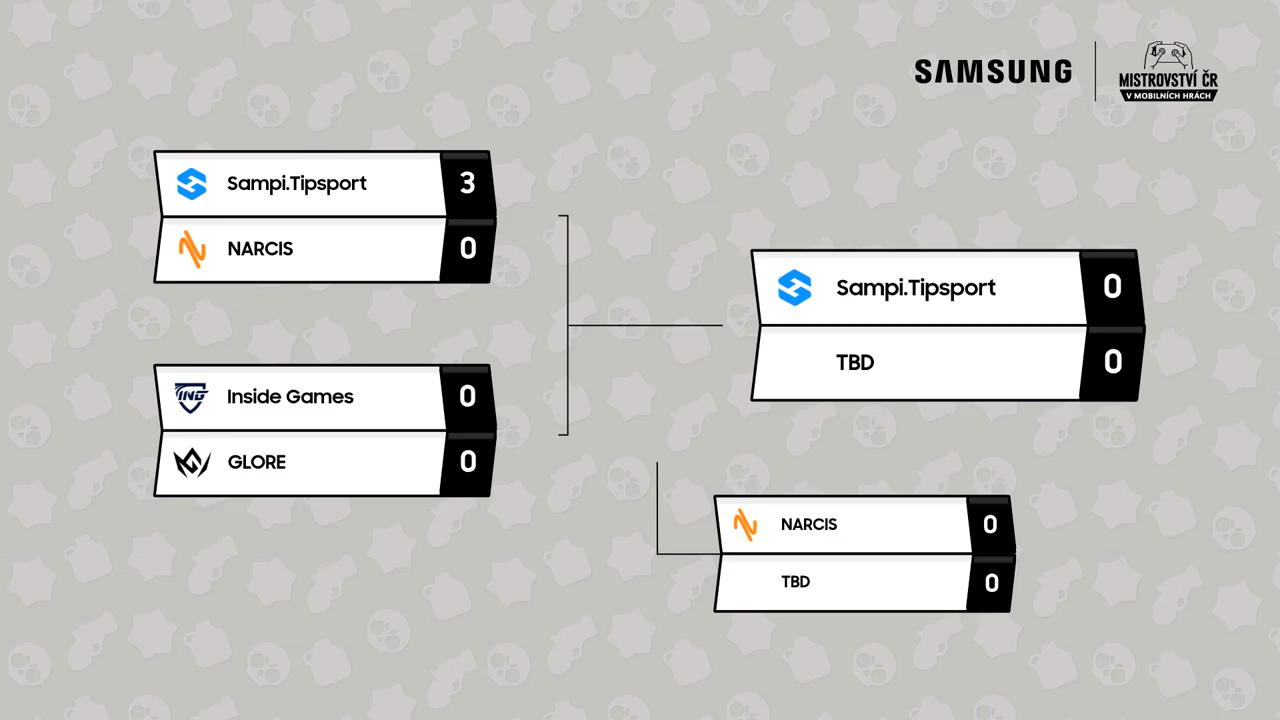 SAMSUNG
MISTROVSTVÍ ČR
V MOBILNÍCH HRÁCH
Sampi.Tipsport 3
NARCIS 0
Inside Games 0
GLORE 0
Sampi.Tipsport 0
TBD 0
NARCIS 0
TBD 0
ING